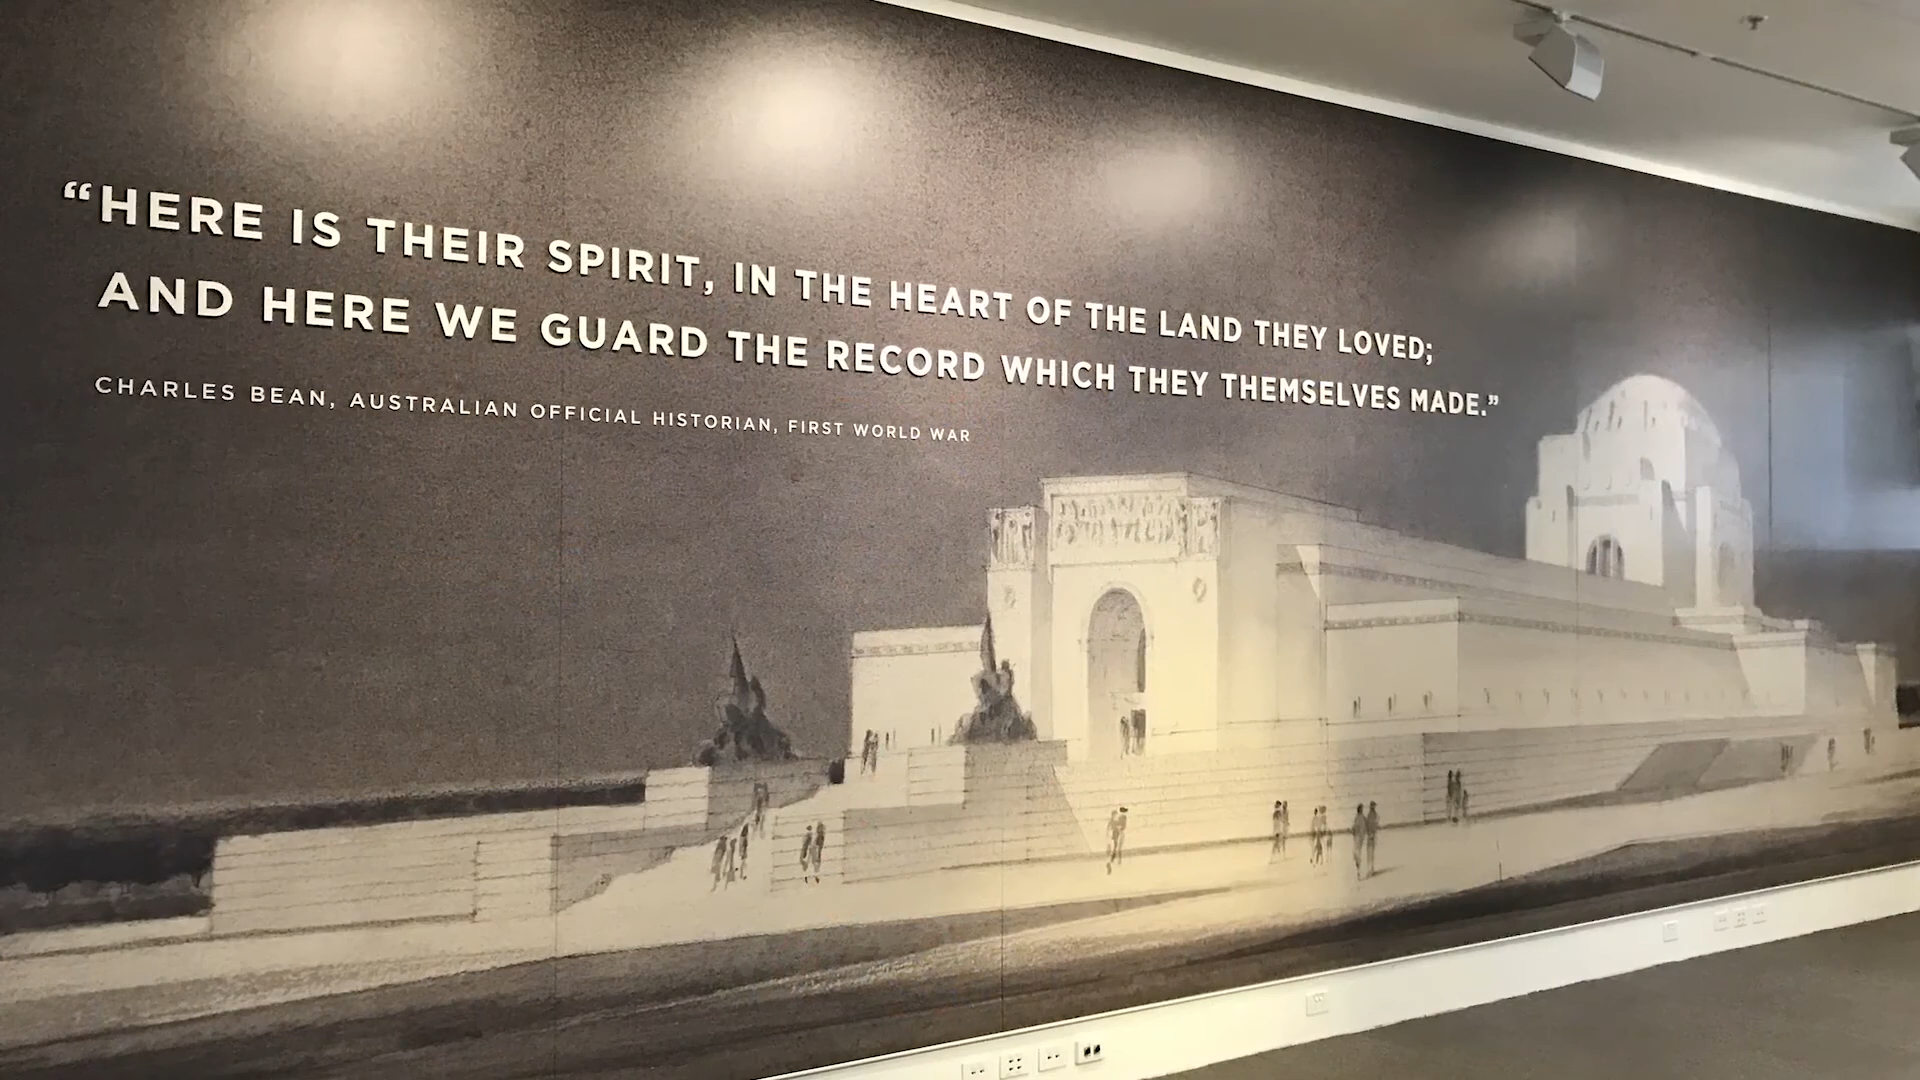 “HERE IS THEIR SPIRIT, IN THE HEART OF THE LAND THEY LOVED;
AND HERE WE GUARD THE RECORD WHICH THEY THEMSELVES MADE.”
CHARLES BEAN, AUSTRALIAN OFFICIAL HISTORIAN, FIRST WORLD WAR